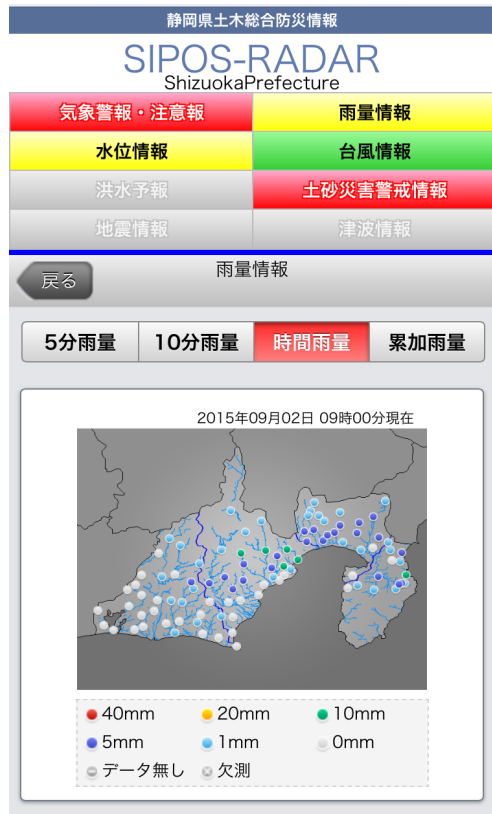 静岡県土木総合防災情報
SIPOS-RADAR
ShizuokaPrefecture
気象警報・注意報
雨量情報
水位情報
台風情報
洪水予報
土砂災害警戒情報
地震情報
津波情報
戻る
雨量情報
5分雨量
10分雨量
時間雨量
累加雨量
2015年09月02日 09時00分現在
40mm
20mm
10mm
5mm
1mm
0mm
データ無し
欠測